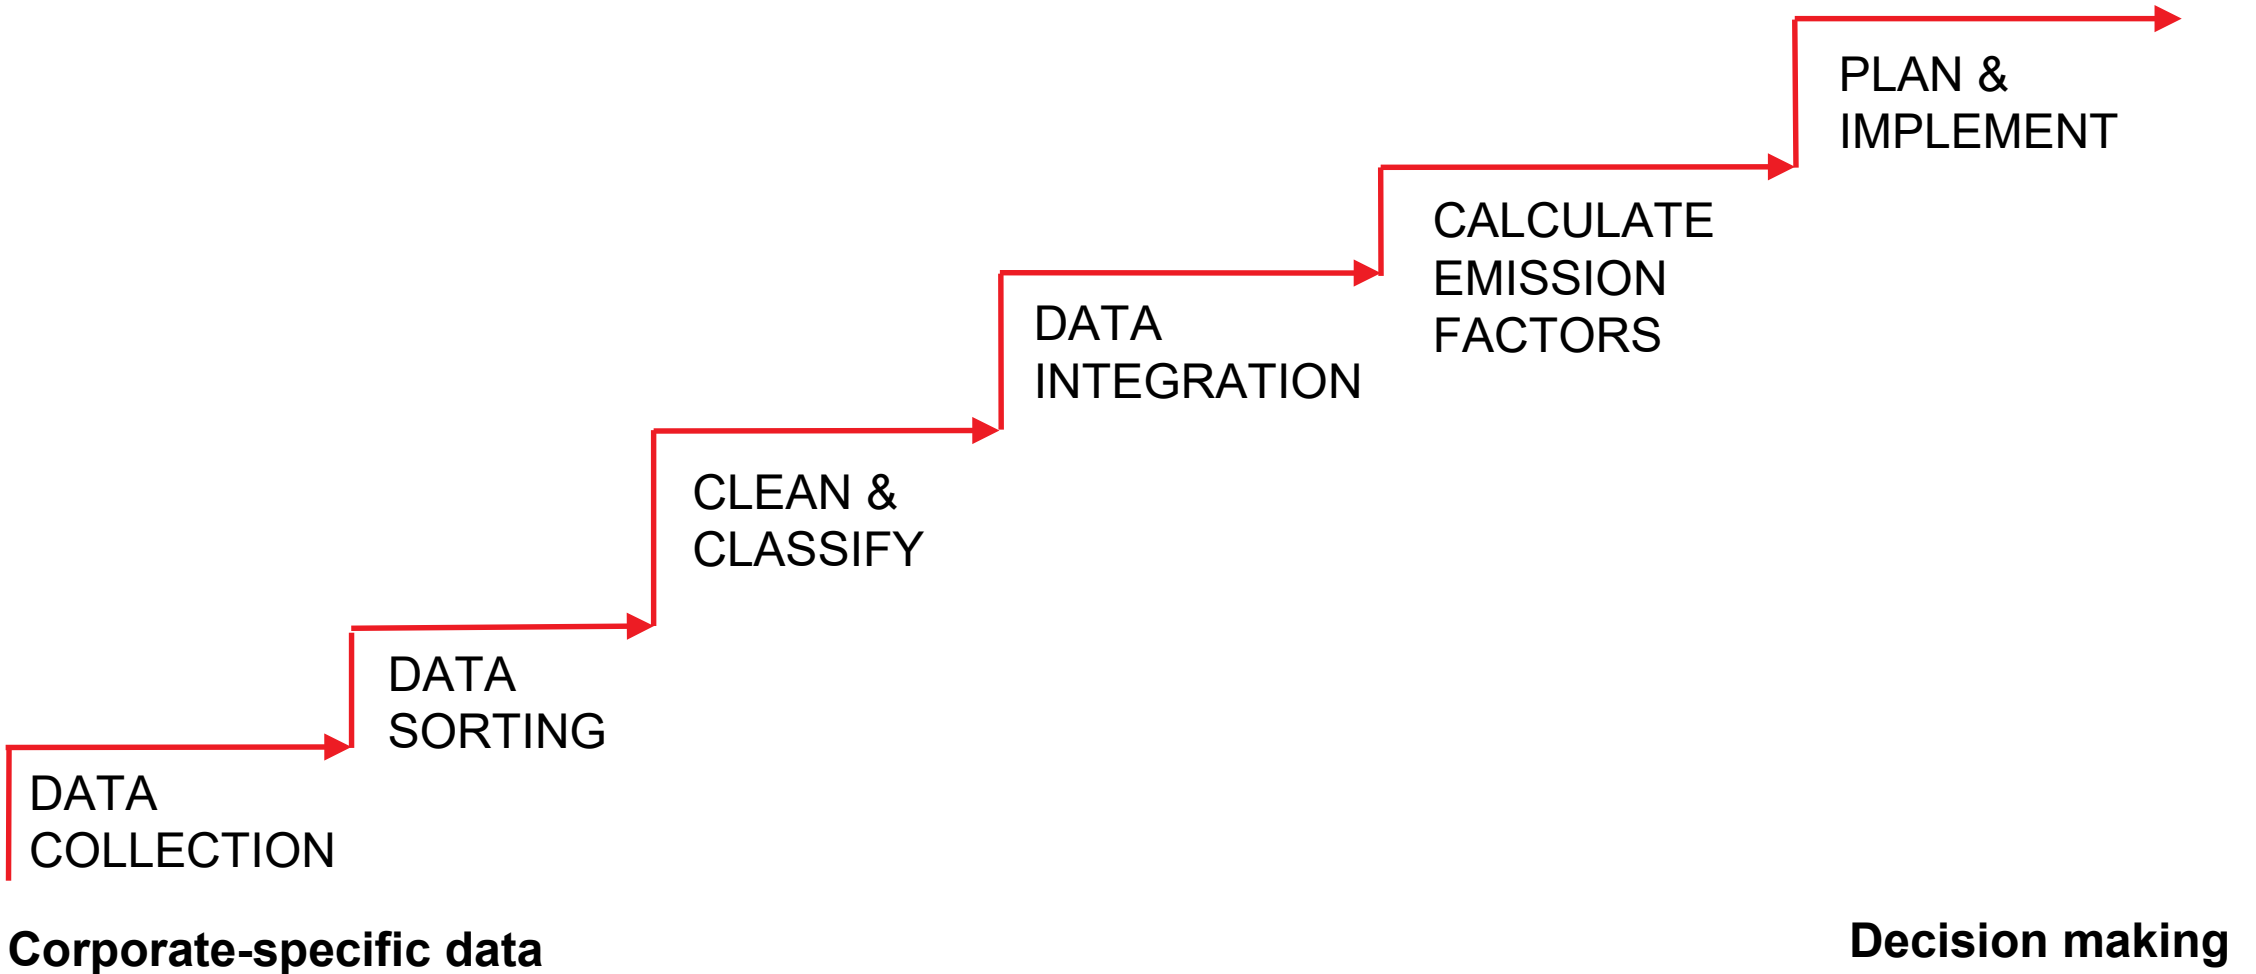 PLAN &
IMPLEMENT
CALCULATE
EMISSION
FACTORS
DATA
INTEGRATION
CLEAN &
CLASSIFY
DATA
SORTING
DATA
COLLECTION
Corporate-specific data
Decision making